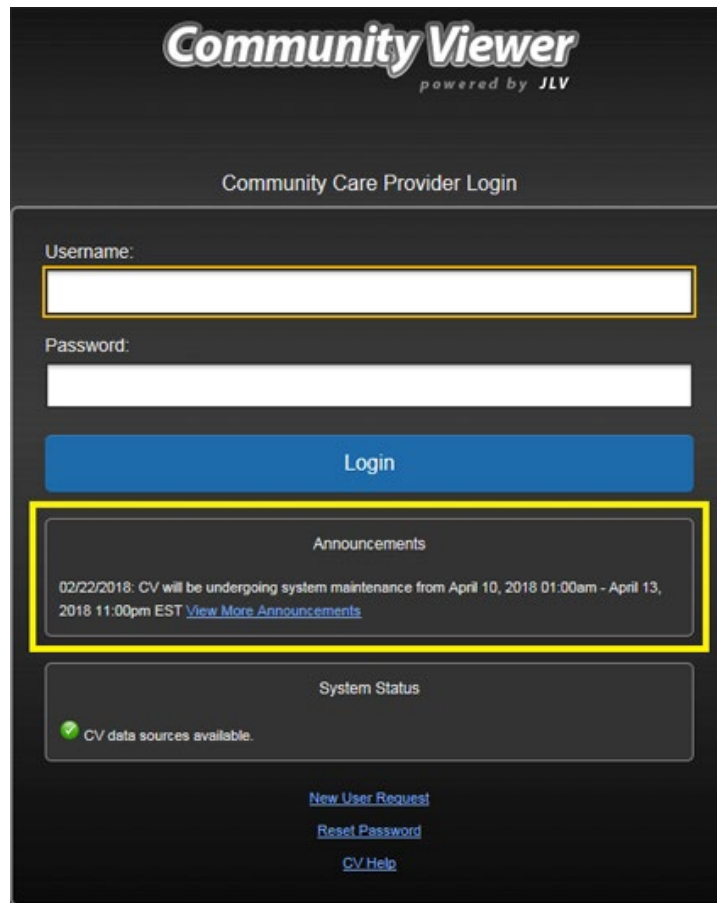 Community Viewer
powered by JLV
Community Care Provider Login
Username:
Password:
Login
Announcements
02/22/2018: CV will be undergoing system maintenance from April 10, 2018 01:00am - April 13,
2018 11:00pm EST View More Announcements
System Status
CV data sources available.
New User Request
Reset Password
CV Help